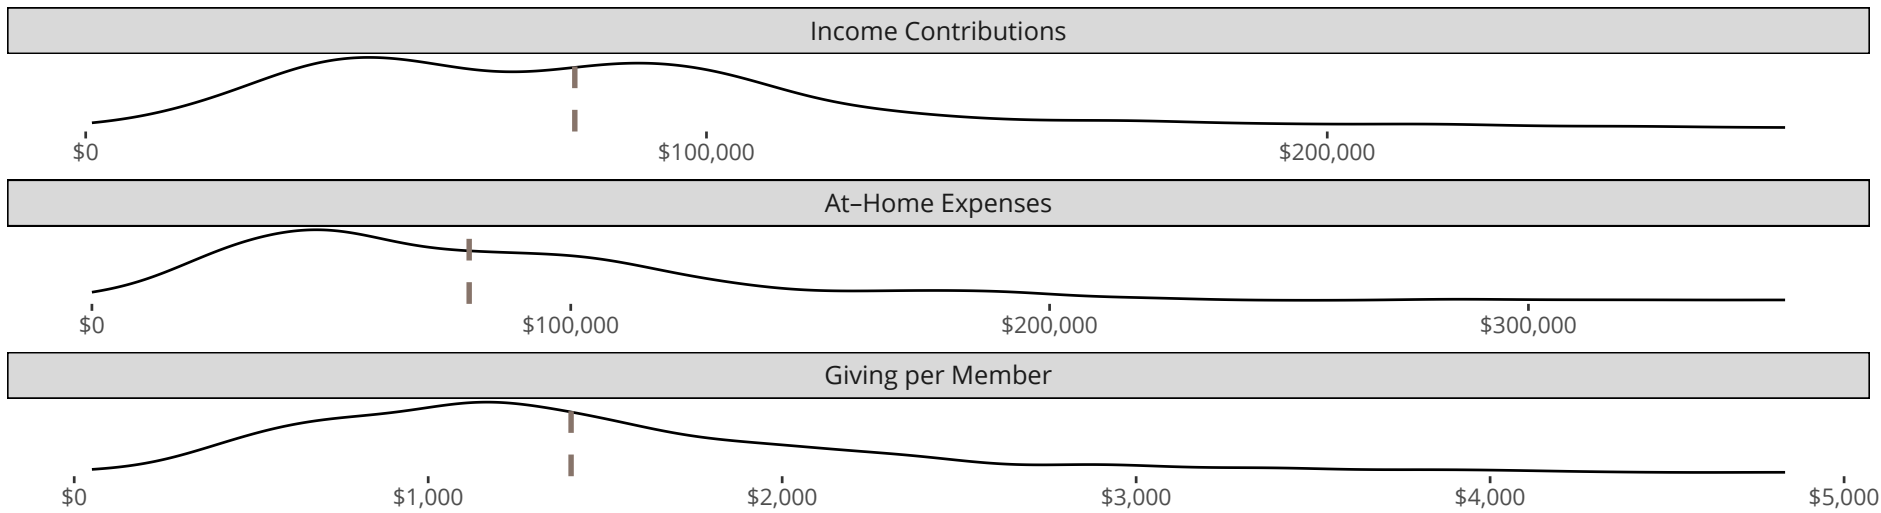 Income Contributions
$0 $100,000 $200,000
At–Home Expenses
$0 $100,000 $200,000 $300,000
Giving per Member
$0 $1,000 $2,000 $3,000 $4,000 $5,000